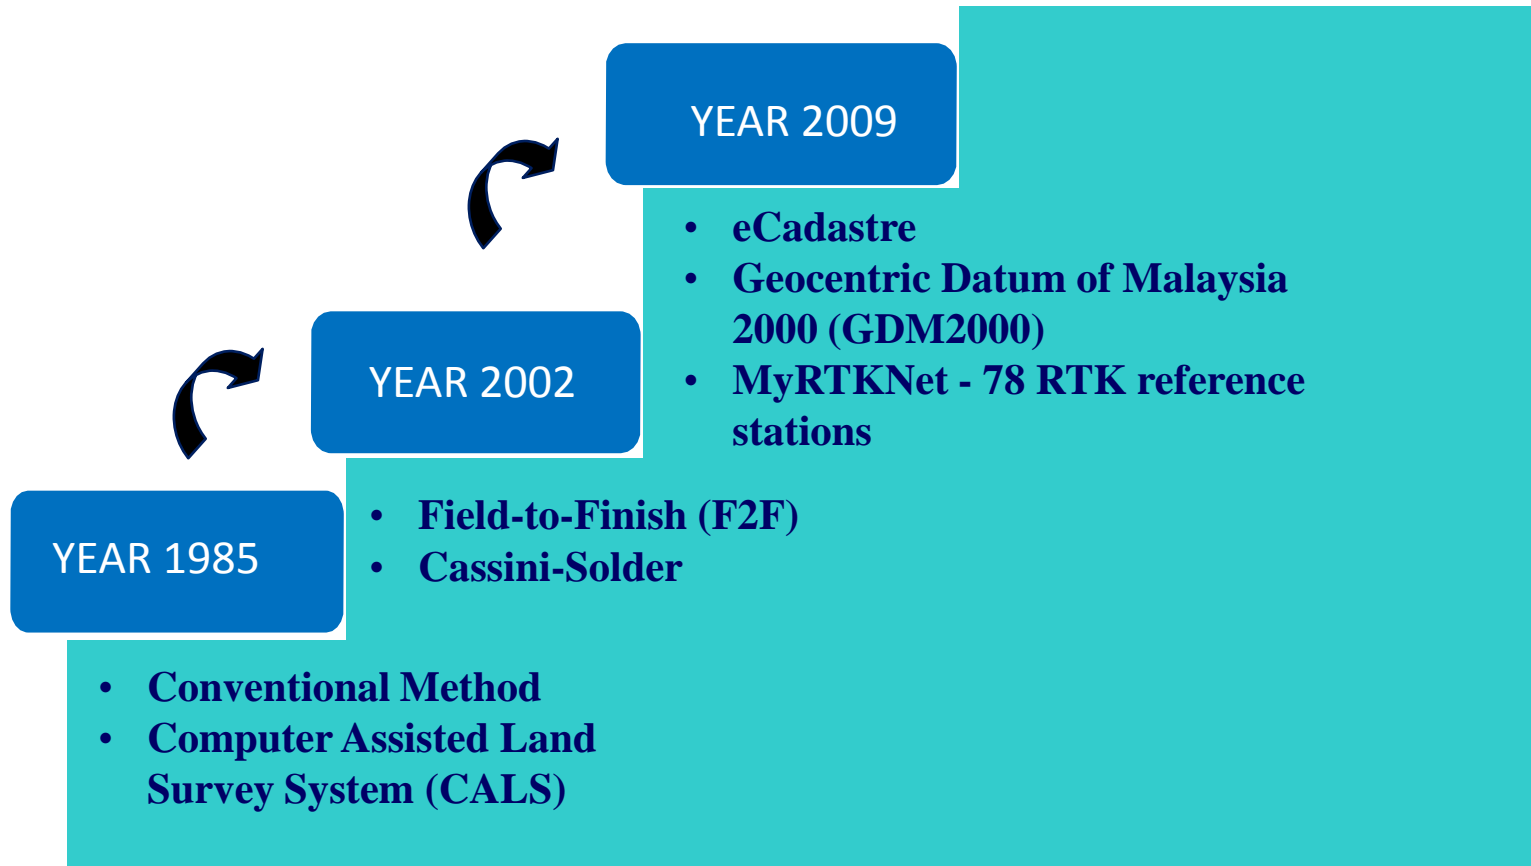 YEAR 2009
• eCadastre
• Geocentric Datum of Malaysia
2000 (GDM2000)
• MyRTKNet - 78 RTK reference
stations
YEAR 2002
• Field-to-Finish (F2F)
• Cassini-Solder
YEAR 1985
• Conventional Method
• Computer Assisted Land
Survey System (CALS)